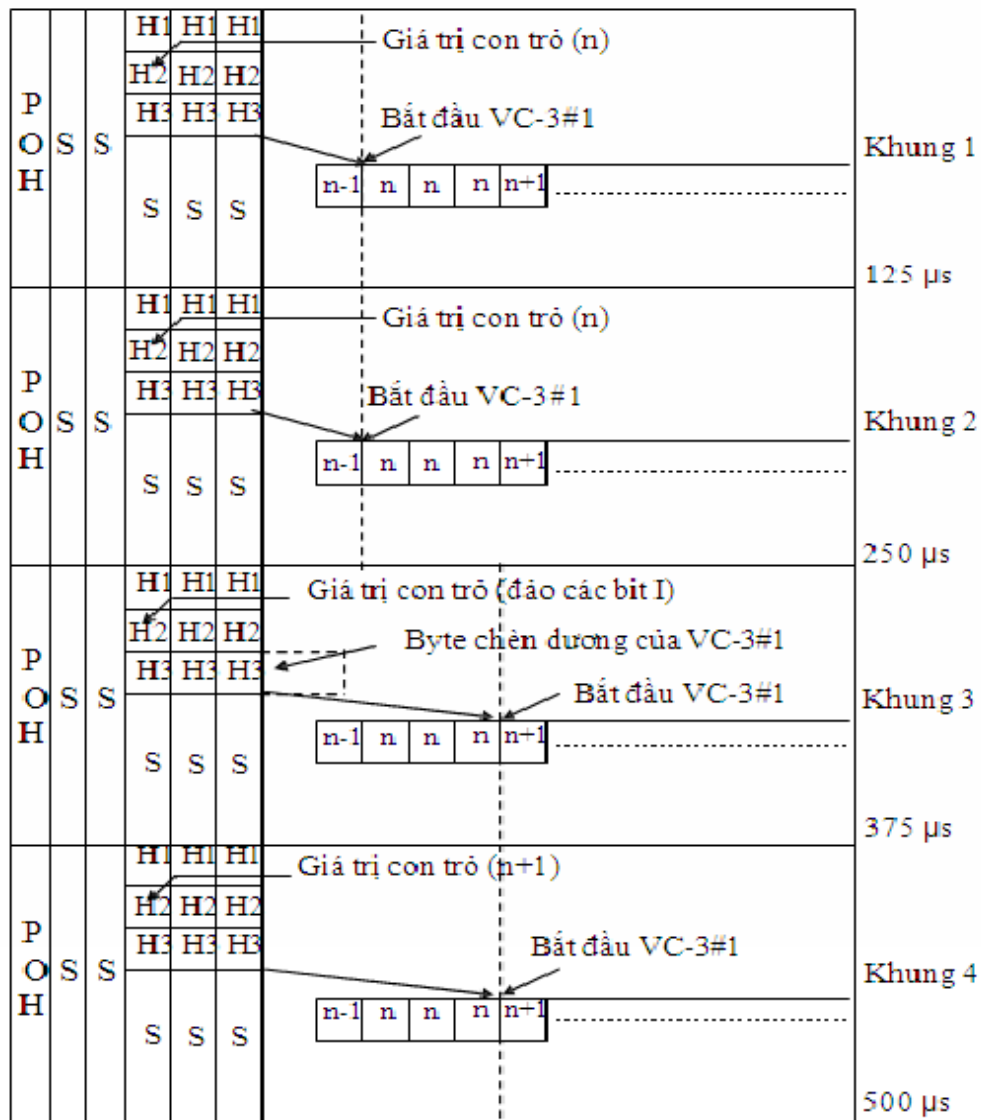 H1 H1 H1
Giá trị con trỏ (n)
H2 H2 H2
H3 H3 H3
Bắt đầu VC-3#1
P
O
H
S S
Khung 1
n-1 n n n n+1
S S S
125 µs
H1 H1 H1
Giá trị con trỏ (n)
H2 H2 H2
H3 H3 H3
Bắt đầu VC-3#1
P
O
H
S S
Khung 2
n-1 n n n n+1
S S S
250 µs
H1 H1 H1
Giá trị con trỏ (đảo các bit I)
H2 H2 H2
Byte chèn dương của VC-3#1
H3 H3 H3
Bắt đầu VC-3#1
P
O
H
S S
Khung 3
n-1 n n n n+1
S S S
375 µs
H1 H1 H1
Giá trị con trỏ (n+1)
H2 H2 H2
H3 H3 H3
Bắt đầu VC-3#1
P
O
H
S S
Khung 4
n-1 n n n n+1
S S S
500 µs